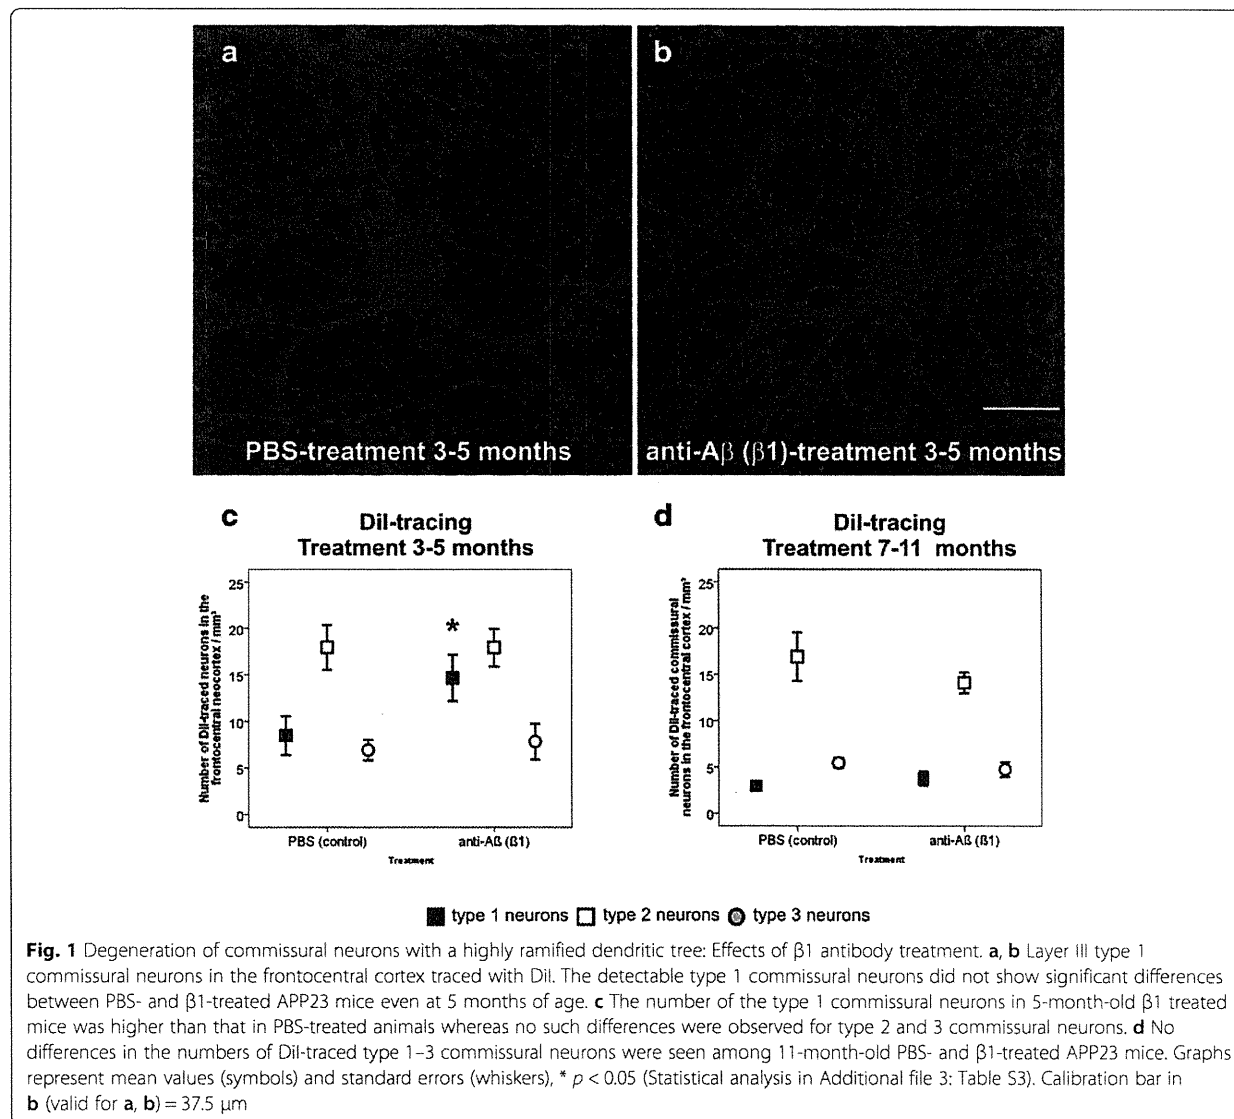 a
b
PBS-treatment 3-5 months
anti-Aβ (β1)-treatment 3-5 months
c
DiI-tracing
Treatment 3-5 months
Number of DiI-traced neurons in the
frontocentral neocortex / mm³
25
20
15
10
5
0
*
PBS (control)
anti-Aß (ß1)
Treatment
d
DiI-tracing
Treatment 7-11 months
Number of DiI-traced commissural
neurons in the frontocentral cortex / mm³
25
20
15
10
5
0
PBS (control)
anti-Aß (ß1)
Treatment
type 1 neurons type 2 neurons type 3 neurons
Fig. 1 Degeneration of commissural neurons with a highly ramified dendritic tree: Effects of β1 antibody treatment. a, b Layer III type 1
commissural neurons in the frontocentral cortex traced with DiI. The detectable type 1 commissural neurons did not show significant differences
between PBS- and β1-treated APP23 mice even at 5 months of age. c The number of the type 1 commissural neurons in 5-month-old β1 treated
mice was higher than that in PBS-treated animals whereas no such differences were observed for type 2 and 3 commissural neurons. d No
differences in the numbers of DiI-traced type 1–3 commissural neurons were seen among 11-month-old PBS- and β1-treated APP23 mice. Graphs
represent mean values (symbols) and standard errors (whiskers), * p < 0.05 (Statistical analysis in Additional file 3: Table S3). Calibration bar in
b (valid for a, b) = 37.5 μm